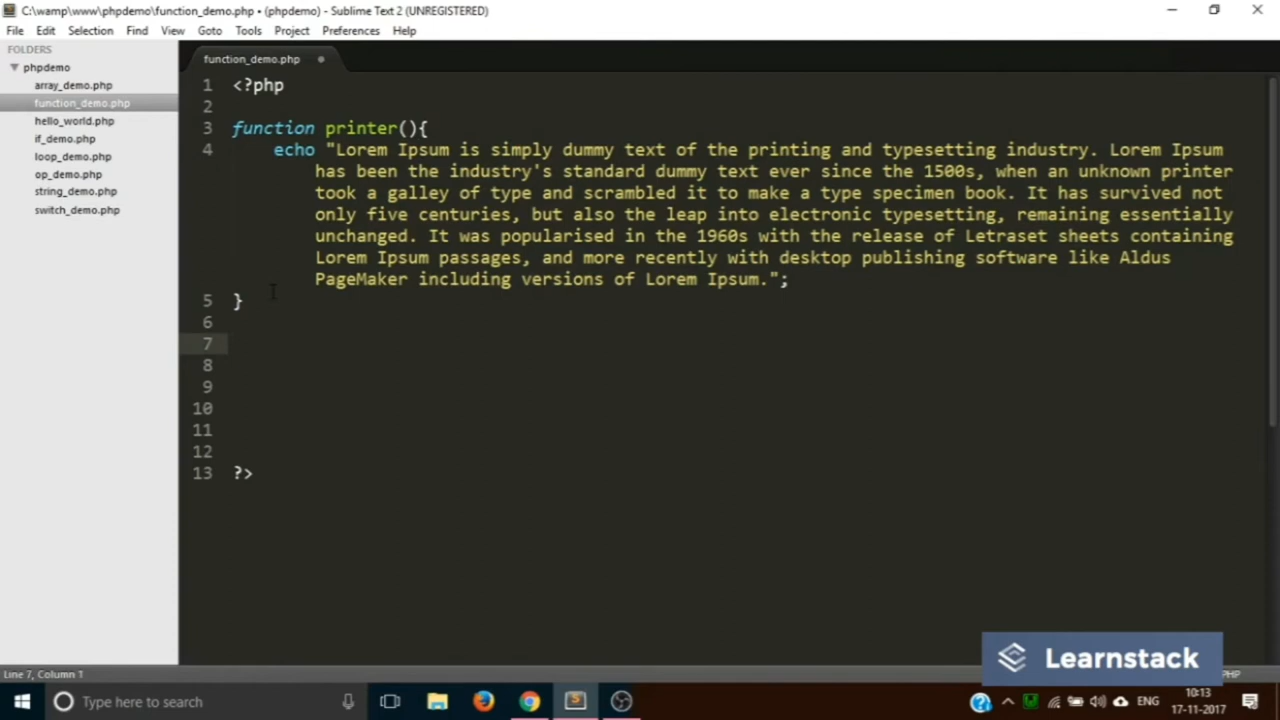 C:\wamp\www\phpdemo\function_demo.php • (phpdemo) - Sublime Text 2 (UNREGISTERED)
File Edit Selection Find View Goto Tools Project Preferences Help
FOLDERS
phpdemo
array_demo.php
function_demo.php
hello_world.php
if_demo.php
loop_demo.php
op_demo.php
string_demo.php
switch_demo.php
function_demo.php
1 <?php
2
3 function printer(){
4 echo "Lorem Ipsum is simply dummy text of the printing and typesetting industry. Lorem Ipsum
has been the industry's standard dummy text ever since the 1500s, when an unknown printer
took a galley of type and scrambled it to make a type specimen book. It has survived not
only five centuries, but also the leap into electronic typesetting, remaining essentially
unchanged. It was popularised in the 1960s with the release of Letraset sheets containing
Lorem Ipsum passages, and more recently with desktop publishing software like Aldus
PageMaker including versions of Lorem Ipsum.";
5 }
6
7
8
9
10
11
12
13 ?>
Learnstack
Line 7, Column 1
PHP
Type here to search
ENG
10:13
17-11-2017